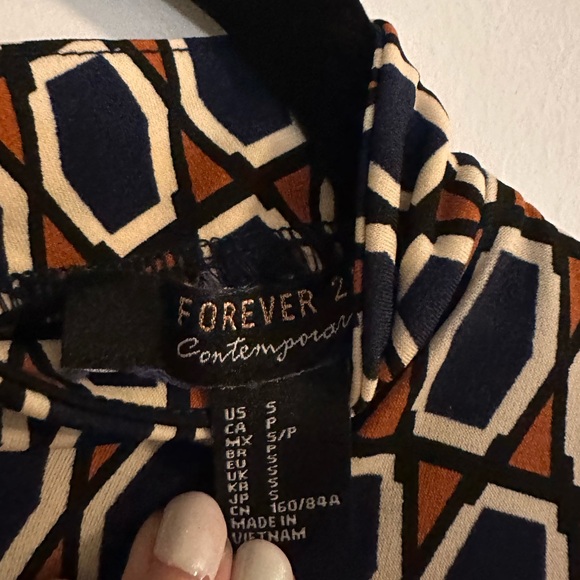 FOREVER 2
Contemporar
US S
CA P
MX S/P
BR P
EU S
UK S
KR S
JP S
CN 160/84A
MADE IN
VIETNAM